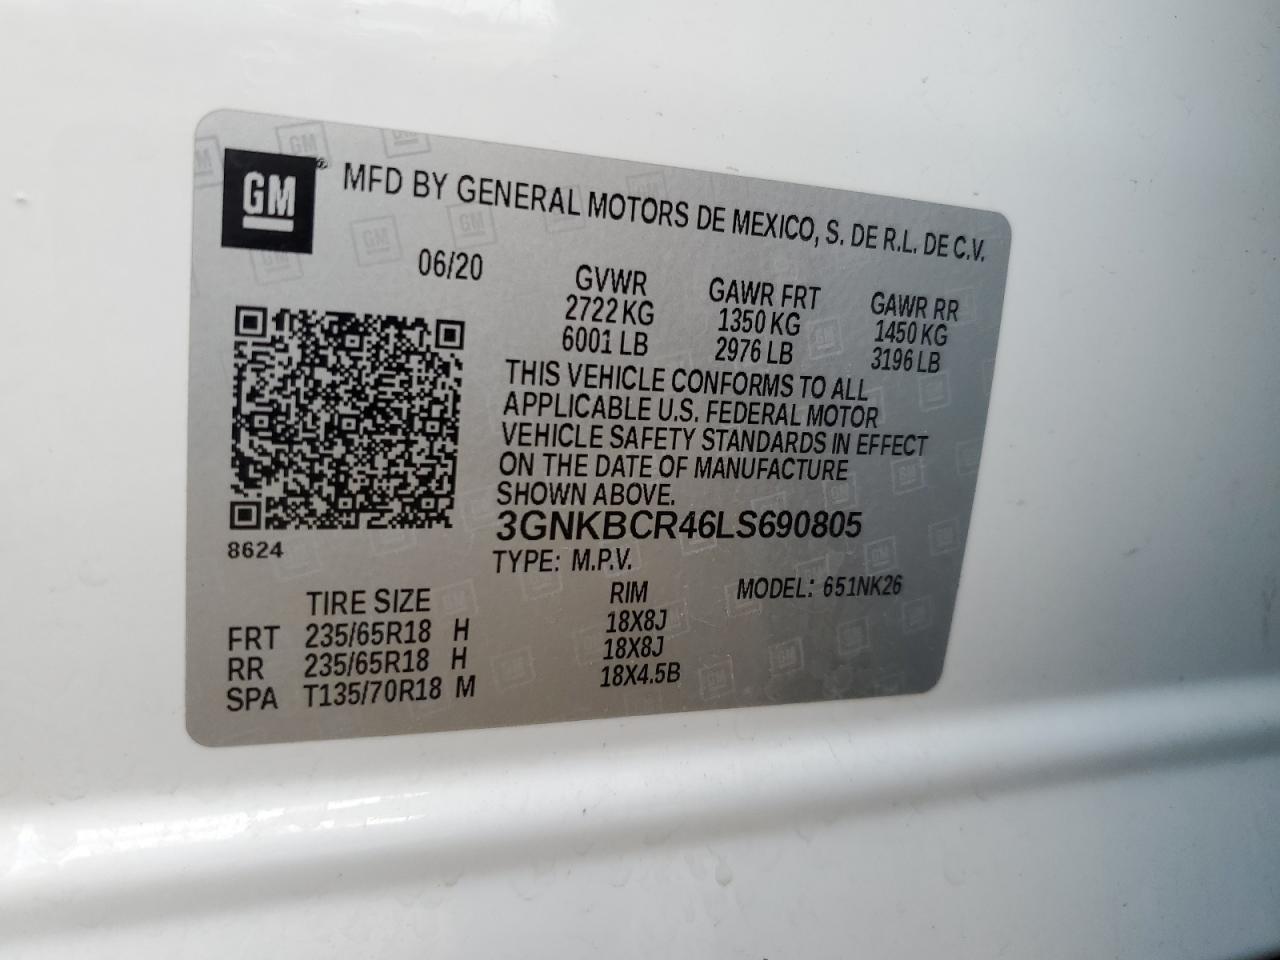 GM
MFD BY GENERAL MOTORS DE MEXICO, S. DE R.L. DE C.V.
06/20
GVWR GAWR FRT GAWR RR
2722 KG 1350 KG 1450 KG
6001 LB 2976 LB 3196 LB
THIS VEHICLE CONFORMS TO ALL
APPLICABLE U.S. FEDERAL MOTOR
VEHICLE SAFETY STANDARDS IN EFFECT
ON THE DATE OF MANUFACTURE
SHOWN ABOVE.
3GNKBCR46LS690805
8624
TYPE: M.P.V.
TIRE SIZE RIM MODEL: 651NK26
FRT 235/65R18 H 18X8J
RR 235/65R18 H 18X8J
SPA T135/70R18 M 18X4.5B